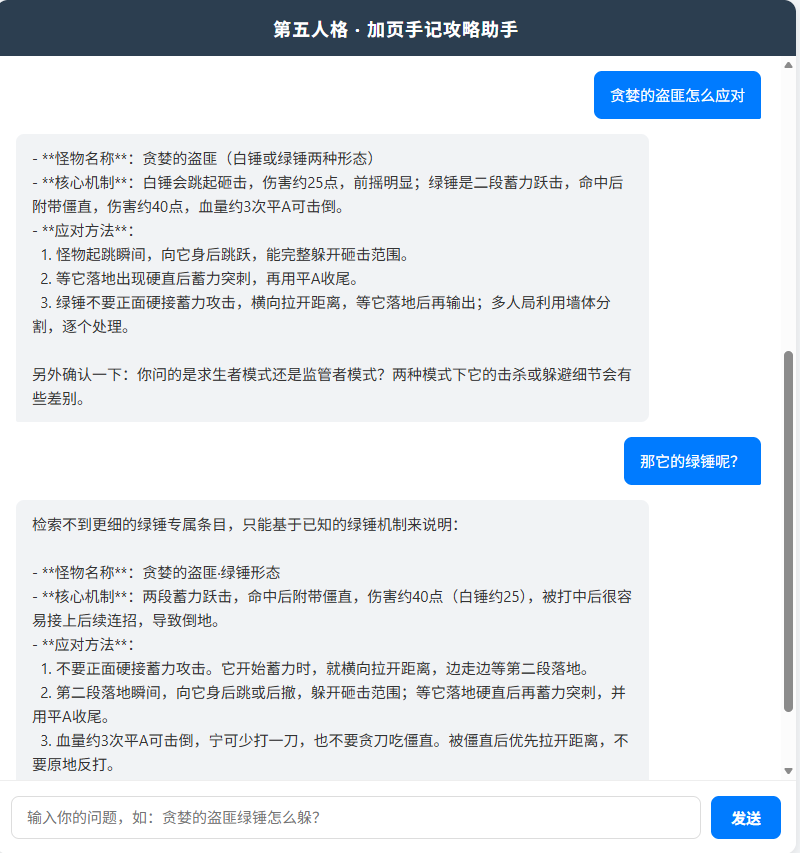 第五人格 · 加页手记攻略助手
贪婪的盗匪怎么应对
- **怪物名称**：贪婪的盗匪（白锤或绿锤两种形态）
- **核心机制**：白锤会跳起砸击，伤害约25点，前摇明显；绿锤是二段蓄力跃击，命中后
附带僵直，伤害约40点，血量约3次平A可击倒。
- **应对方法**：
1. 怪物起跳瞬间，向它身后跳跃，能完整躲开砸击范围。
2. 等它落地出现硬直后蓄力突刺，再用平A收尾。
3. 绿锤不要正面硬接蓄力攻击，横向拉开距离，等它落地后再输出；多人局利用墙体分
割，逐个处理。
另外确认一下：你问的是求生者模式还是监管者模式？两种模式下它的击杀或躲避细节会有
些差别。
那它的绿锤呢？
检索不到更细的绿锤专属条目，只能基于已知的绿锤机制来说明：
- **怪物名称**：贪婪的盗匪·绿锤形态
- **核心机制**：两段蓄力跃击，命中后附带僵直，伤害约40点（白锤约25），被打中后很容
易接上后续连招，导致倒地。
- **应对方法**：
1. 不要正面硬接蓄力攻击。它开始蓄力时，就横向拉开距离，边走边等第二段落地。
2. 第二段落地瞬间，向它身后跳或后撤，躲开砸击范围；等它落地硬直后再蓄力突刺，并
用平A收尾。
3. 血量约3次平A可击倒，宁可少打一刀，也不要贪刀吃僵直。被僵直后优先拉开距离，不
要原地反打。
输入你的问题，如：贪婪的盗匪绿锤怎么躲？
发送